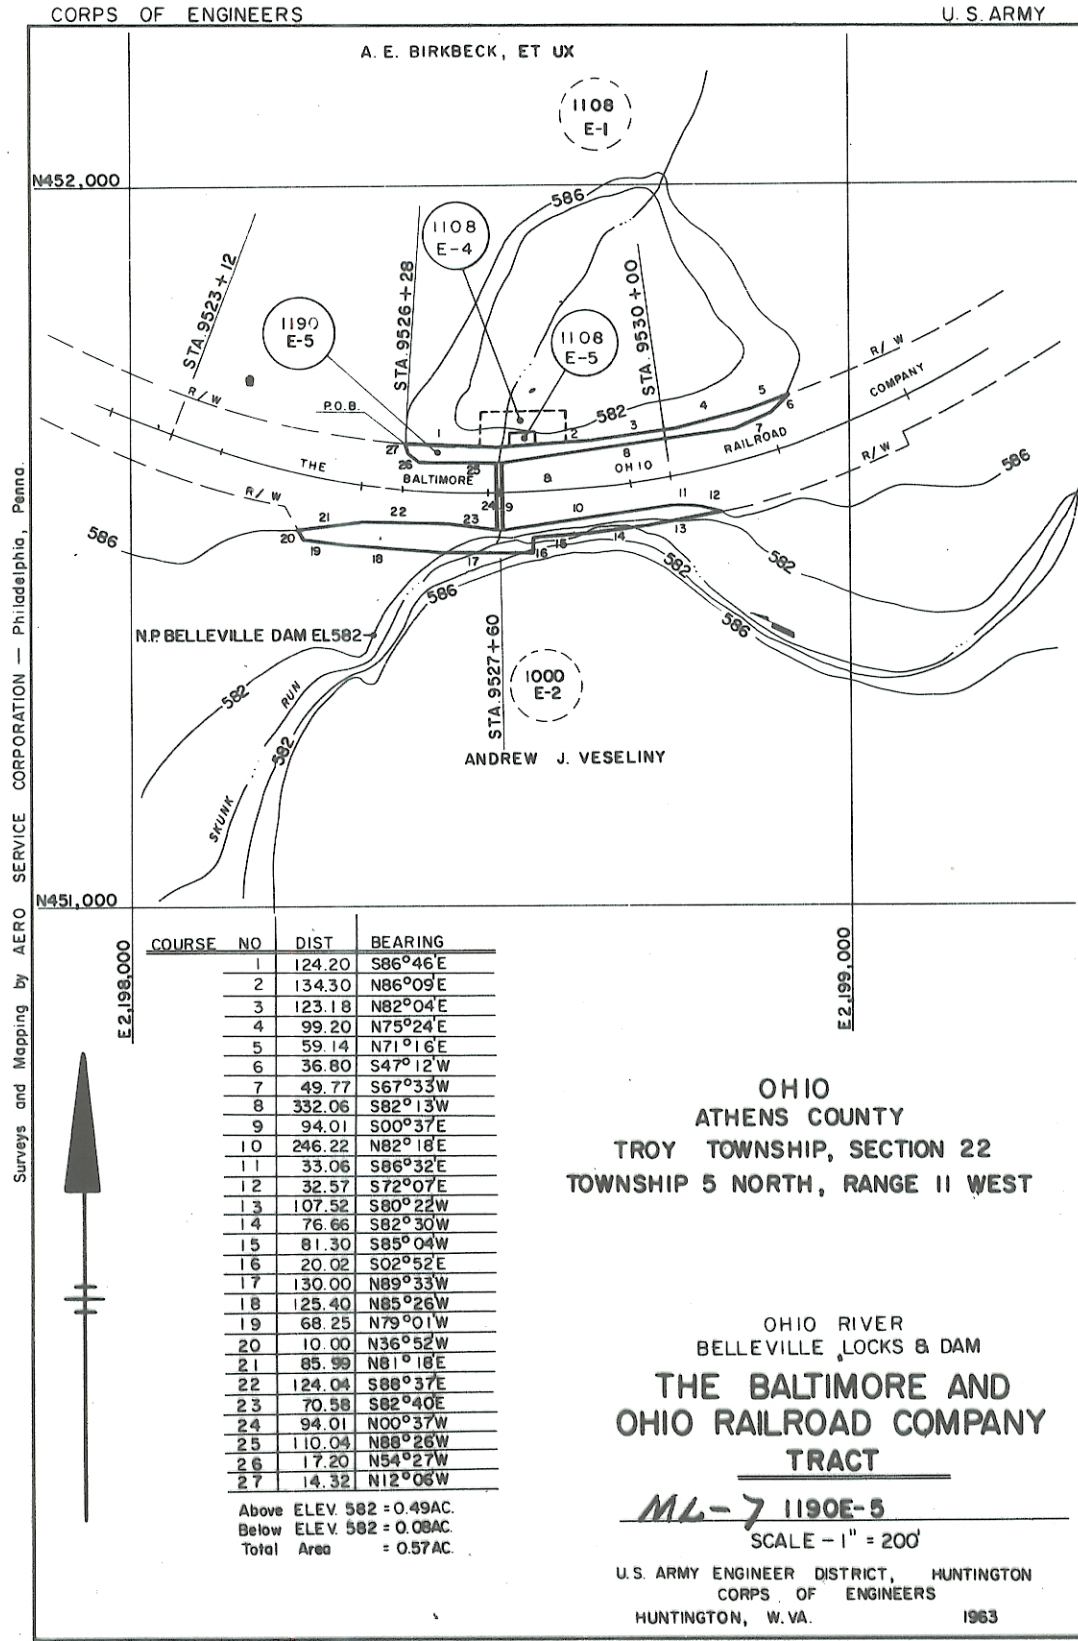 CORPS OF ENGINEERS
U. S. ARMY
A. E. BIRKBECK, ET UX
1108
E-1
N452,000
586
1108
E-4
STA. 9523+12
STA. 9526+28
STA. 9530+00
1190
E-5
1108
E-5
R/W
R/W
COMPANY
P.O.B.
582
1
2
3
4
5
6
7
8
27
26
25
THE
BALTIMORE
&
OHIO
RAILROAD
R/W
R/W
586
24
9
10
11
12
21
22
23
20
19
18
17
16
15
14
13
586
582
582
586
586
N.P. BELLEVILLE DAM EL582
STA. 9527+60
1000
E-2
582
RUN
582
SKUNK
ANDREW J. VESELINY
N451,000
E2,198,000
E2,199,000
Surveys and Mapping by AERO SERVICE CORPORATION — Philadelphia, Penna.
COURSE NO DIST BEARING
1 124.20 S86°46'E
2 134.30 N86°09'E
3 123.18 N82°04'E
4 99.20 N75°24'E
5 59.14 N71°16'E
6 36.80 S47°12'W
7 49.77 S67°33'W
8 332.06 S82°13'W
9 94.01 S00°37'E
10 246.22 N82°18'E
11 33.06 S86°32'E
12 32.57 S72°07'E
13 107.52 S80°22'W
14 76.66 S82°30'W
15 81.30 S85°04'W
16 20.02 S02°52'E
17 130.00 N89°33'W
18 125.40 N85°26'W
19 68.25 N79°01'W
20 10.00 N36°52'W
21 85.99 N81°18'E
22 124.04 S88°37'E
23 70.58 S82°40'E
24 94.01 N00°37'W
25 110.04 N88°26'W
26 17.20 N54°27'W
27 14.32 N12°06'W
Above ELEV. 582 = 0.49AC.
Below ELEV. 582 = 0.08AC.
Total Area = 0.57AC.
OHIO
ATHENS COUNTY
TROY TOWNSHIP, SECTION 22
TOWNSHIP 5 NORTH, RANGE 11 WEST
OHIO RIVER
BELLEVILLE LOCKS & DAM
THE BALTIMORE AND
OHIO RAILROAD COMPANY
TRACT
ML-7 1190E-5
SCALE - 1" = 200'
U.S. ARMY ENGINEER DISTRICT, HUNTINGTON
CORPS OF ENGINEERS
HUNTINGTON, W.VA. 1963